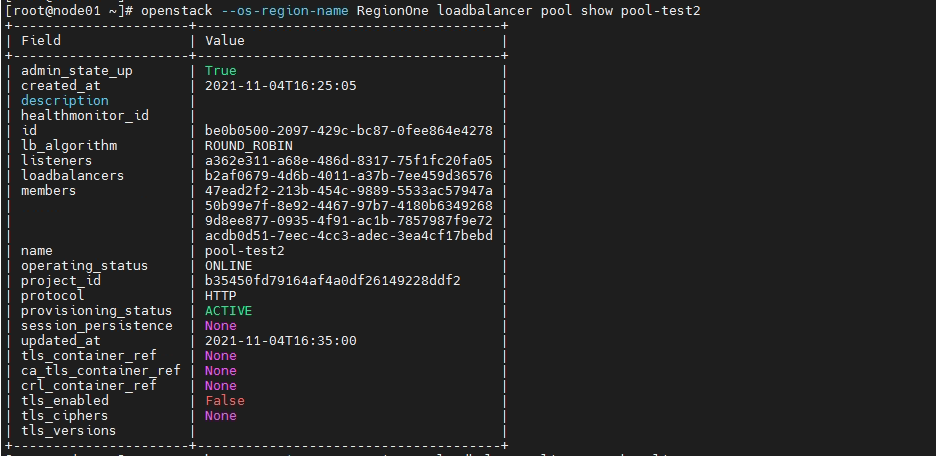 [root@node01 ~]# openstack --os-region-name RegionOne loadbalancer pool show pool-test2
+----------------------+--------------------------------------+
| Field | Value |
+----------------------+--------------------------------------+
| admin_state_up | True |
| created_at | 2021-11-04T16:25:05 |
| description | |
| healthmonitor_id | |
| id | be0b0500-2097-429c-bc87-0fee864e4278 |
| lb_algorithm | ROUND_ROBIN |
| listeners | a362e311-a68e-486d-8317-75f1fc20fa05 |
| loadbalancers | b2af0679-4d6b-4011-a37b-7ee459d36576 |
| members | 47ead2f2-213b-454c-9889-5533ac57947a |
| | 50b99e7f-8e92-4467-97b7-4180b6349268 |
| | 9d8ee877-0935-4f91-ac1b-7857987f9e72 |
| | acdb0d51-7eec-4cc3-adec-3ea4cf17bebd |
| name | pool-test2 |
| operating_status | ONLINE |
| project_id | b35450fd79164af4a0df26149228ddf2 |
| protocol | HTTP |
| provisioning_status | ACTIVE |
| session_persistence | None |
| updated_at | 2021-11-04T16:35:00 |
| tls_container_ref | None |
| ca_tls_container_ref | None |
| crl_container_ref | None |
| tls_enabled | False |
| tls_ciphers | None |
| tls_versions | |
+----------------------+--------------------------------------+